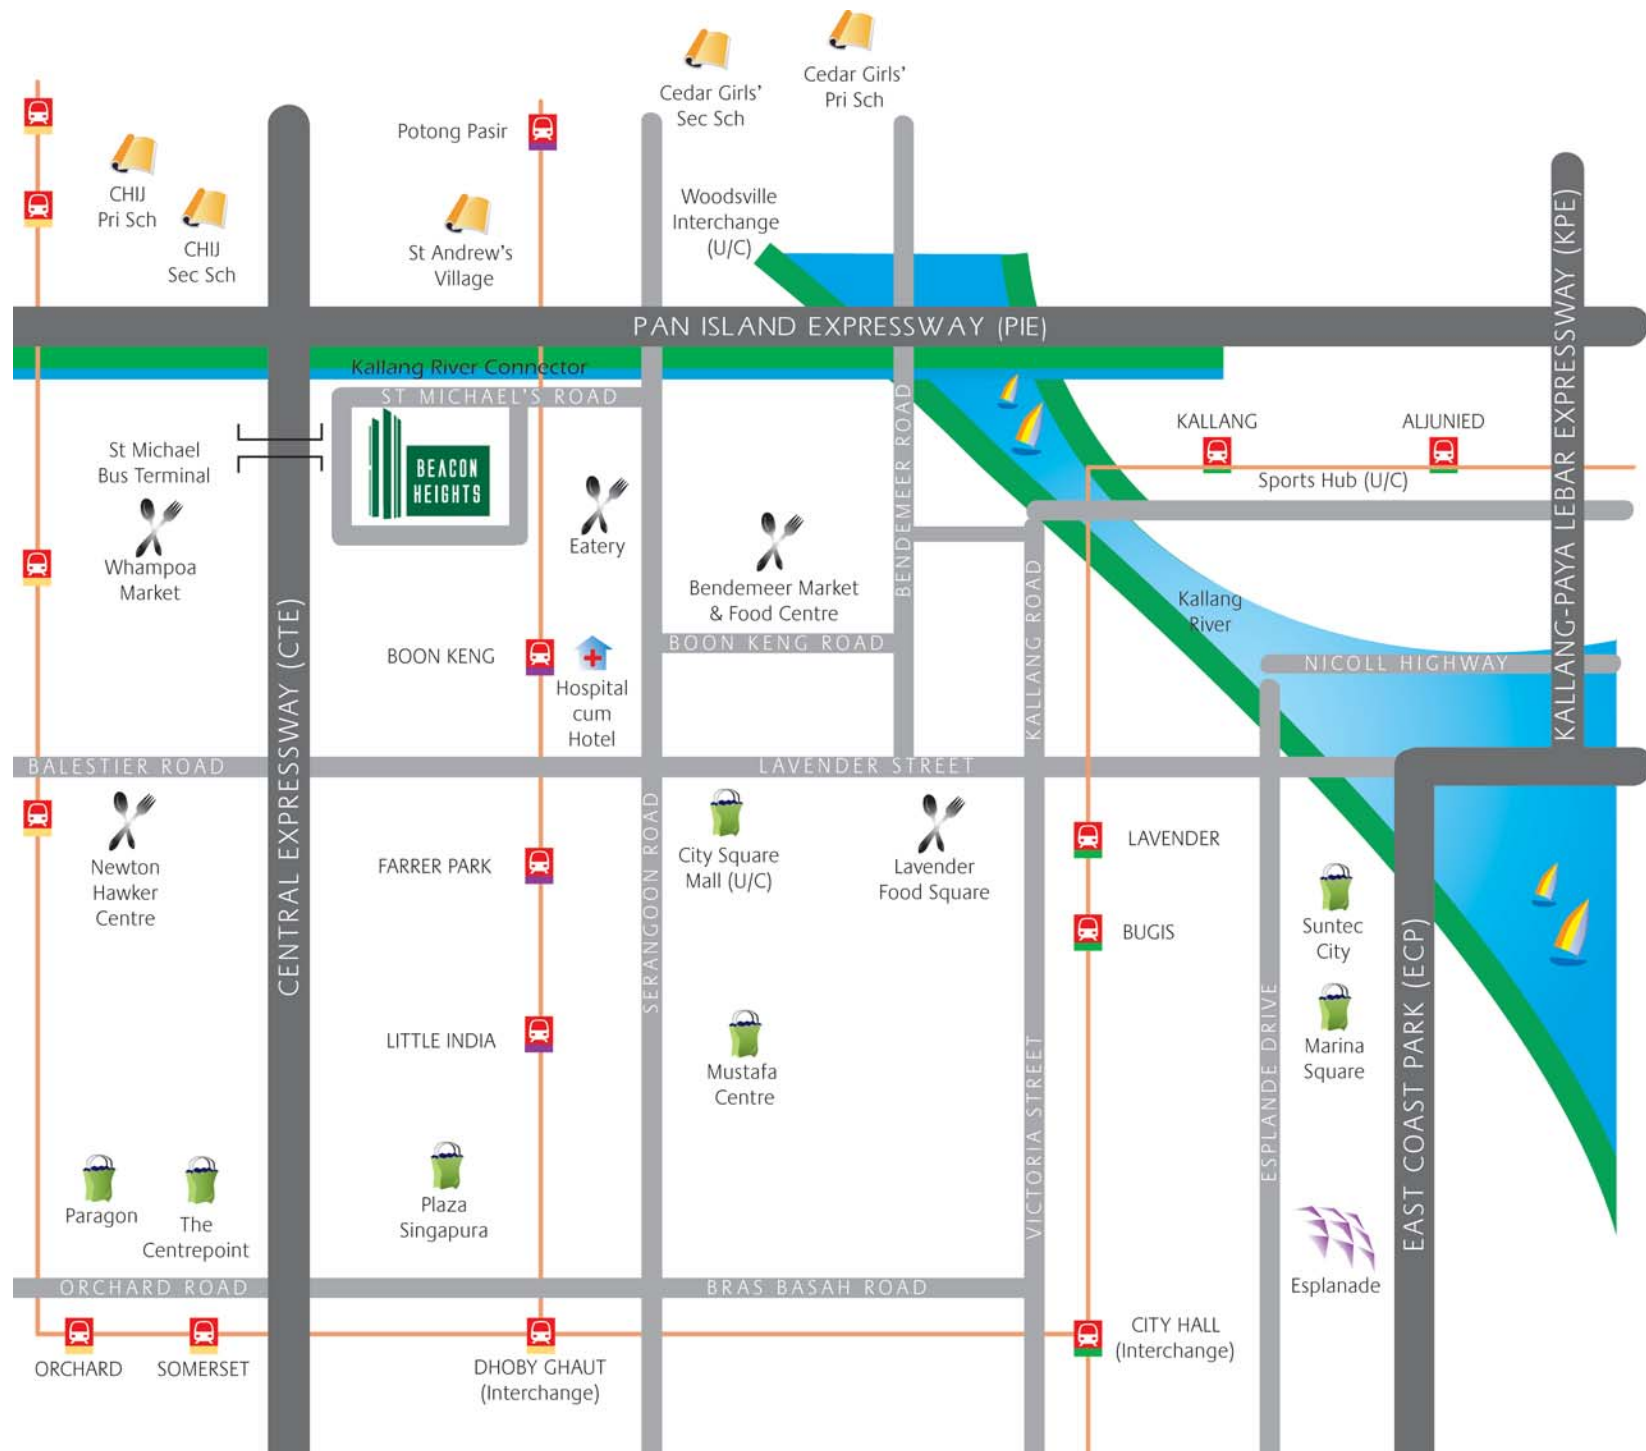 Cedar Girls'
Pri Sch
Cedar Girls'
Sec Sch
Potong Pasir
CHIJ
Pri Sch
CHIJ
Sec Sch
St Andrew's
Village
Woodsville
Interchange
(U/C)
PAN ISLAND EXPRESSWAY (PIE)
KALLANG-PAYA LEBAR EXPRESSWAY (KPE)
Kallang River Connector
ST MICHAEL'S ROAD
BEACON
HEIGHTS
St Michael
Bus Terminal
Whampoa
Market
Eatery
Bendemeer Market
& Food Centre
BENDEMEER ROAD
KALLANG
ALJUNIED
Sports Hub (U/C)
Kallang
River
KALLANG ROAD
BOON KENG ROAD
BOON KENG
Hospital
cum
Hotel
NICOLL HIGHWAY
CENTRAL EXPRESSWAY (CTE)
BALESTIER ROAD
LAVENDER STREET
SERANGOON ROAD
Newton
Hawker
Centre
FARRER PARK
City Square
Mall (U/C)
Lavender
Food Square
LAVENDER
BUGIS
Suntec
City
Marina
Square
LITTLE INDIA
Mustafa
Centre
VICTORIA STREET
ESPLANDE DRIVE
EAST COAST PARK (ECP)
Paragon
The
Centrepoint
Plaza
Singapura
Esplanade
ORCHARD ROAD
BRAS BASAH ROAD
ORCHARD
SOMERSET
DHOBY GHAUT
(Interchange)
CITY HALL
(Interchange)